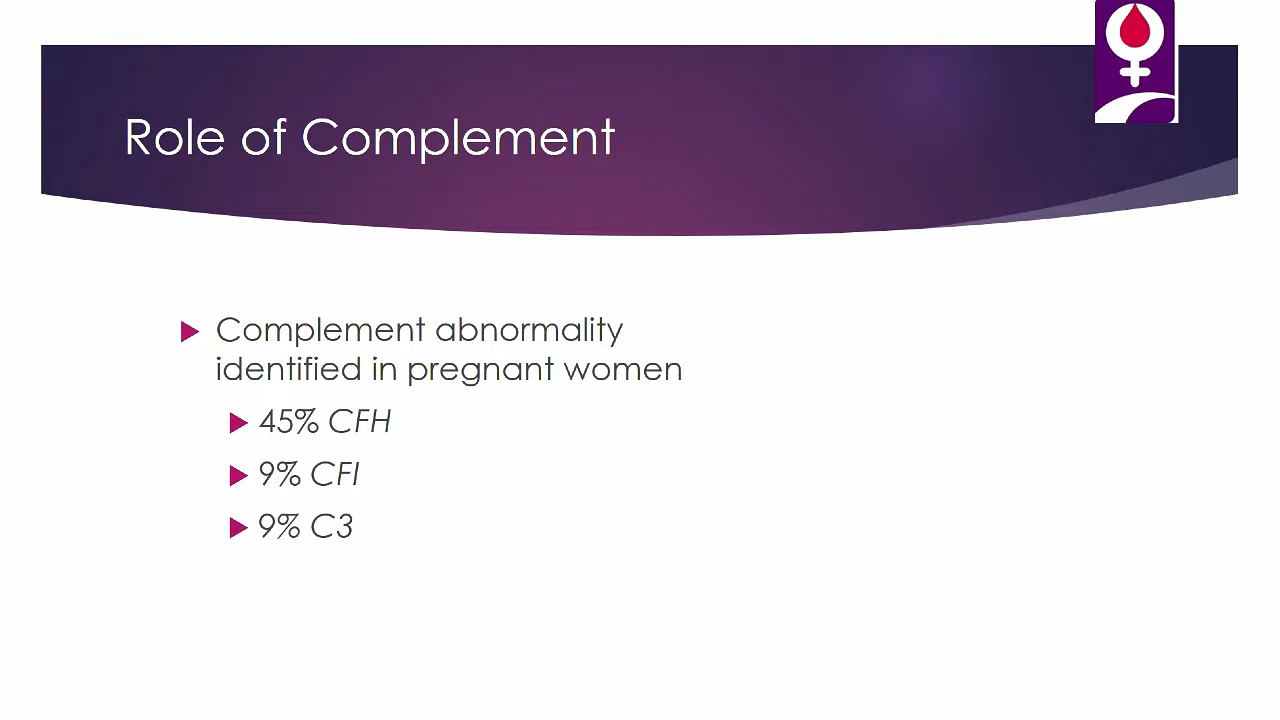 Role of Complement
Complement abnormality
identified in pregnant women
45% CFH
9% CFI
9% C3